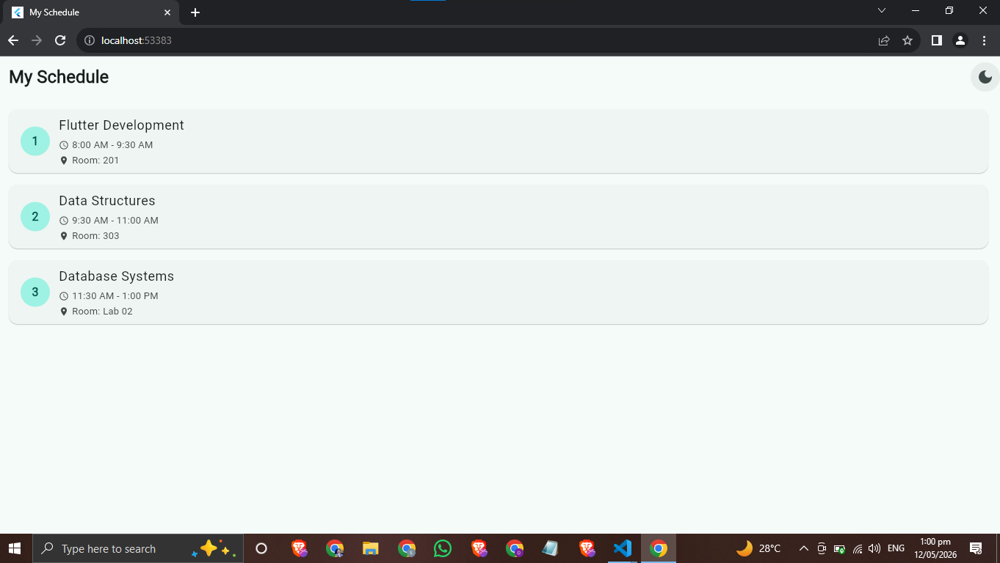 My Schedule
localhost:53383
My Schedule
1
Flutter Development
8:00 AM - 9:30 AM
Room: 201
2
Data Structures
9:30 AM - 11:00 AM
Room: 303
3
Database Systems
11:30 AM - 1:00 PM
Room: Lab 02
Type here to search
28°C
ENG
1:00 pm
12/05/2026